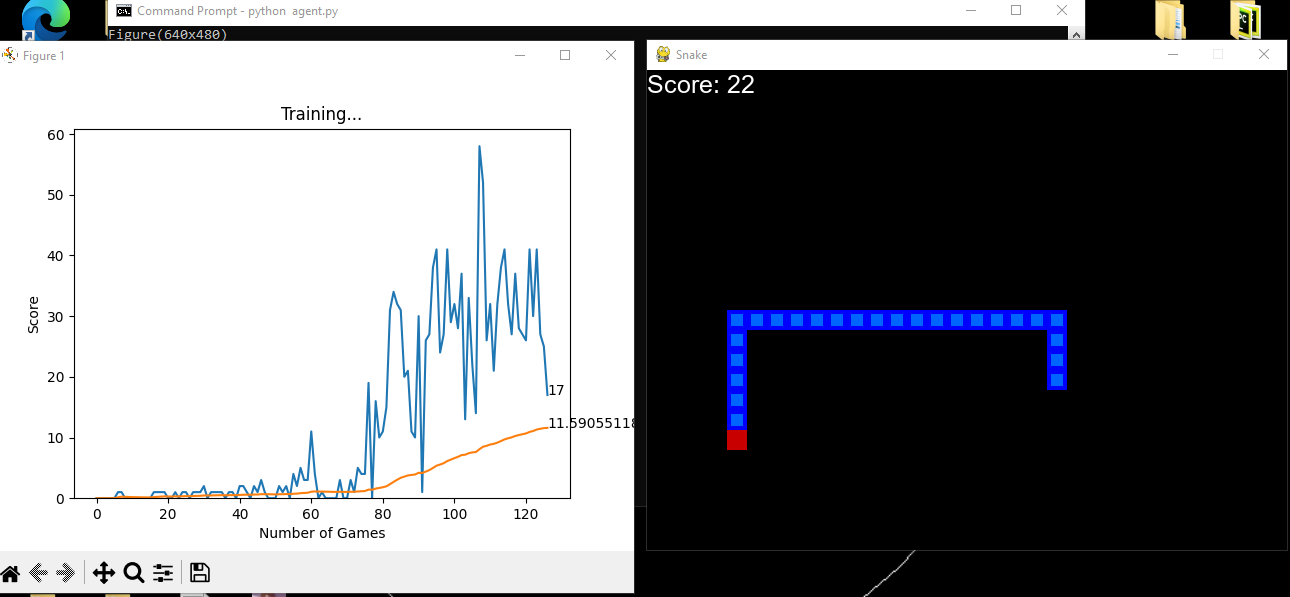 Command Prompt - python  agent.py
Figure(640x480)
Figure 1
Training...
Score
60
50
40
30
20
10
0
0 20 40 60 80 100 120
Number of Games
17
11.59055118
Snake
Score: 22